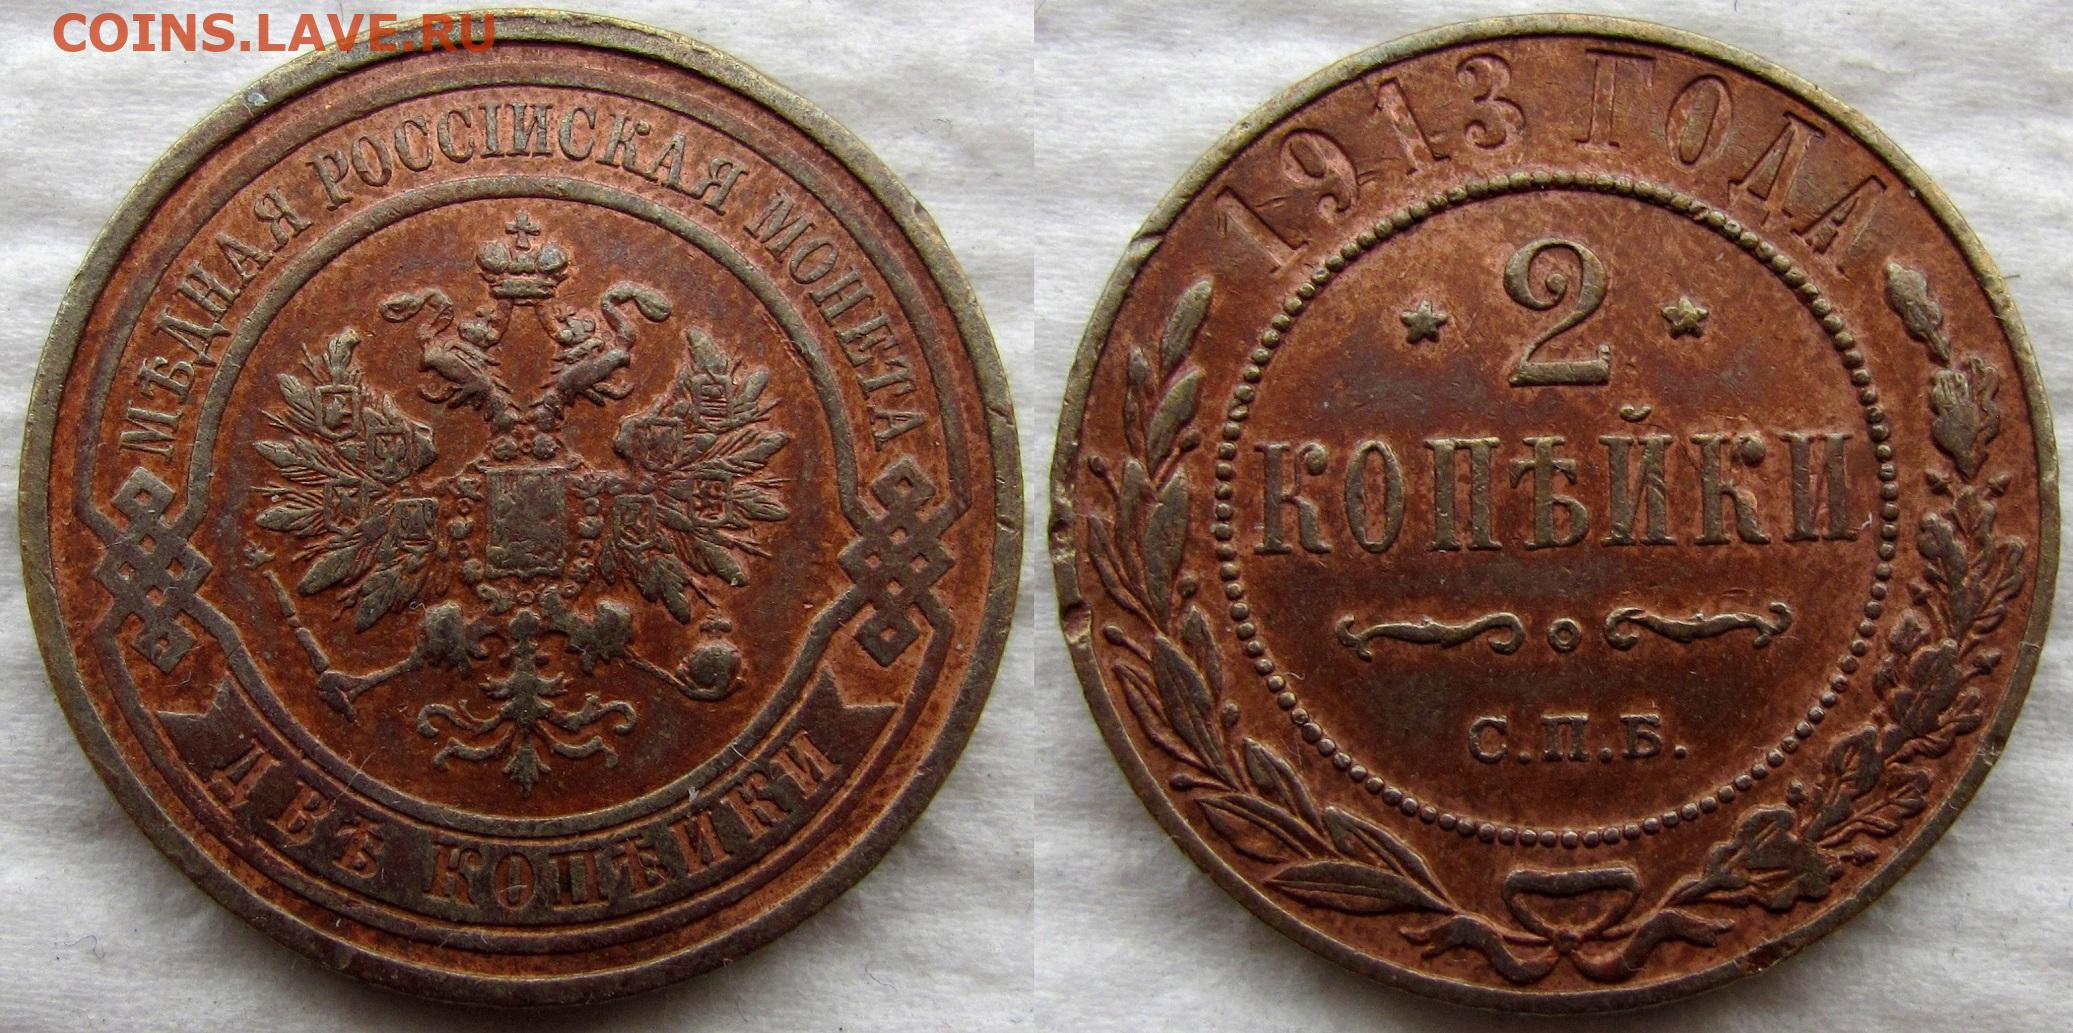 COINS.LAVE.RU
МѢДНАЯ РОССІЙСКАЯ МОНЕТА
ДВѢ КОПѢЙКИ
1913 ГОДА
2
КОПѢЙКИ
С.П.Б.